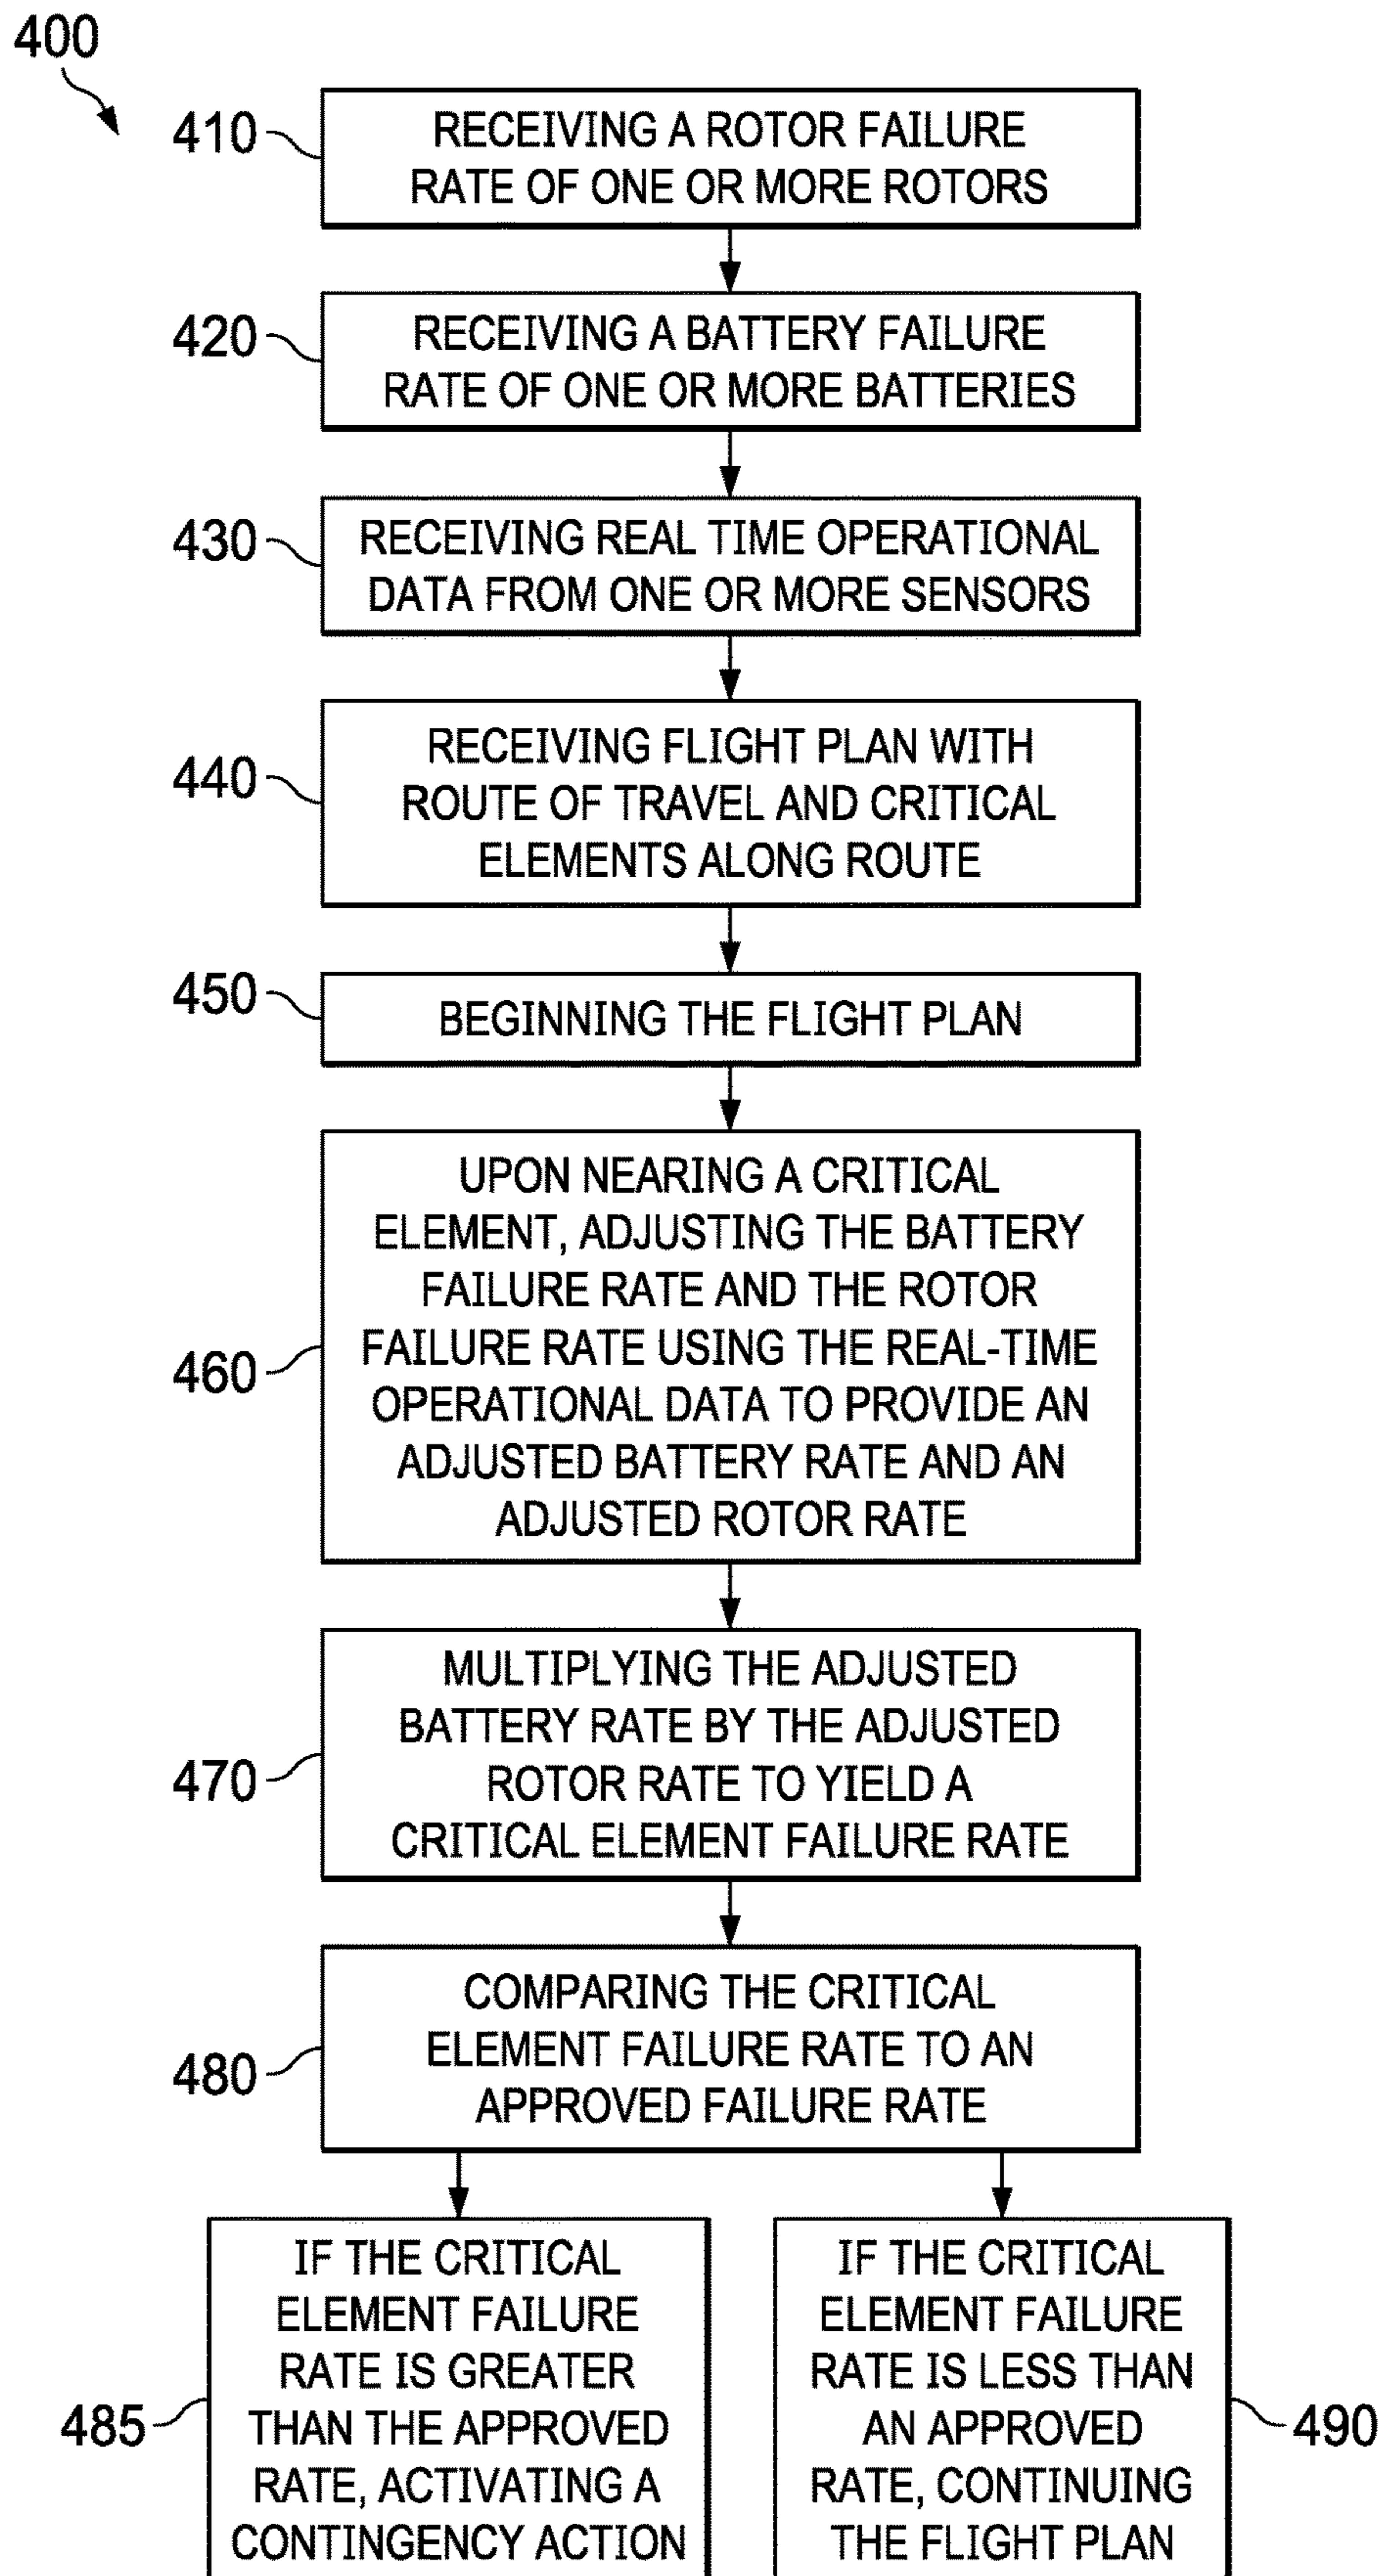 400
410
RECEIVING A ROTOR FAILURE
RATE OF ONE OR MORE ROTORS
420
RECEIVING A BATTERY FAILURE
RATE OF ONE OR MORE BATTERIES
430
RECEIVING REAL TIME OPERATIONAL
DATA FROM ONE OR MORE SENSORS
440
RECEIVING FLIGHT PLAN WITH
ROUTE OF TRAVEL AND CRITICAL
ELEMENTS ALONG ROUTE
450
BEGINNING THE FLIGHT PLAN
460
UPON NEARING A CRITICAL
ELEMENT, ADJUSTING THE BATTERY
FAILURE RATE AND THE ROTOR
FAILURE RATE USING THE REAL-TIME
OPERATIONAL DATA TO PROVIDE AN
ADJUSTED BATTERY RATE AND AN
ADJUSTED ROTOR RATE
470
MULTIPLYING THE ADJUSTED
BATTERY RATE BY THE ADJUSTED
ROTOR RATE TO YIELD A
CRITICAL ELEMENT FAILURE RATE
480
COMPARING THE CRITICAL
ELEMENT FAILURE RATE TO AN
APPROVED FAILURE RATE
485
IF THE CRITICAL
ELEMENT FAILURE
RATE IS GREATER
THAN THE APPROVED
RATE, ACTIVATING A
CONTINGENCY ACTION
IF THE CRITICAL
ELEMENT FAILURE
RATE IS LESS THAN
AN APPROVED
RATE, CONTINUING
THE FLIGHT PLAN
490